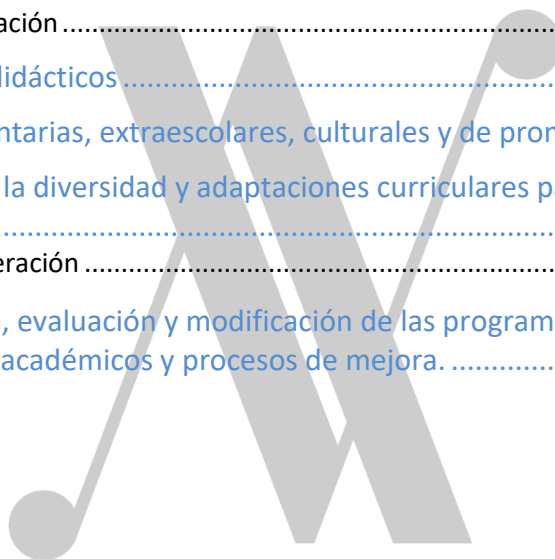 ación ........................................................................
didácticos ........................................................................
ntarias, extraescolares, culturales y de pron
la diversidad y adaptaciones curriculares pa
........................................................................
eración ........................................................................
, evaluación y modificación de las program
académicos y procesos de mejora. ....................